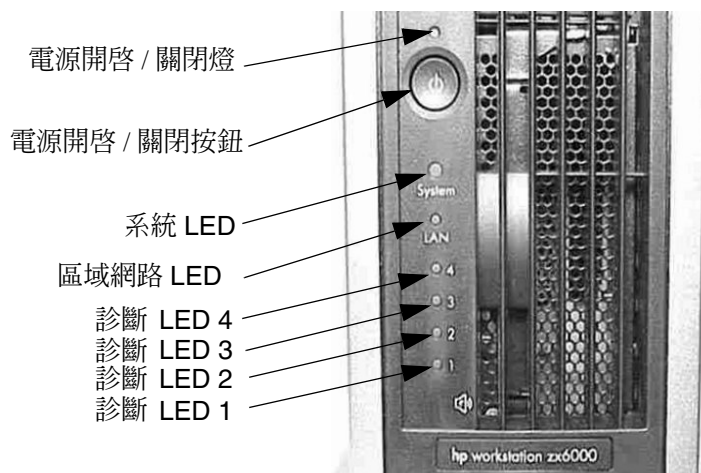 電源開啓 / 關閉燈
電源開啓 / 關閉按鈕
System
系統 LED
LAN
區域網路 LED
4
診斷 LED 4
3
診斷 LED 3
2
診斷 LED 2
1
診斷 LED 1
hp workstation zx6000